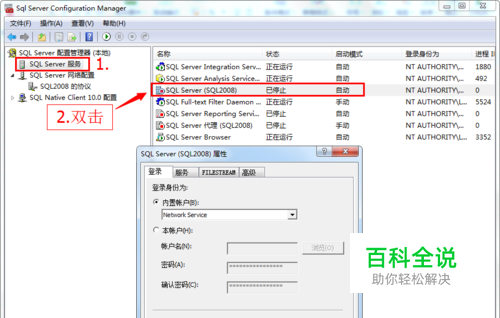 Sql Server Configuration Manager
文件(F) 操作(A) 查看(V) 帮助(H)
SQL Server 配置管理器 (本地)
SQL Server 服务
1.
SQL Server 网络配置
SQL2008 的协议
SQL Native Client 10.0 配置
2.双击
名称 状态 启动模式 登录身份为 进程 ID
SQL Server Integration Serv... 正在运行 自动 NT AUTHORITY\... 1880
SQL Server Analysis Service... 正在运行 自动 NT AUTHORITY\... 492
SQL Server (SQL2008) 已停止 自动 NT AUTHORITY\... 0
SQL Full-text Filter Daemon ... 正在运行 手动 NT AUTHORITY\... 5524
SQL Server Reporting Servi... 已停止 自动 NT AUTHORITY\... 0
SQL Server 代理 (SQL2008) 已停止 手动 NT AUTHORITY\... 0
SQL Server Browser 正在运行 自动 NT AUTHORITY\...
SQL Server (SQL2008) 属性
登录 服务 FILESTREAM 高级
登录身份为:
内置帐户(B):
Network Service
本帐户(H):
帐户名(N):
浏览(O)
密码(A):
***************
确认密码(C):
***************
百科全说
助你轻松解决